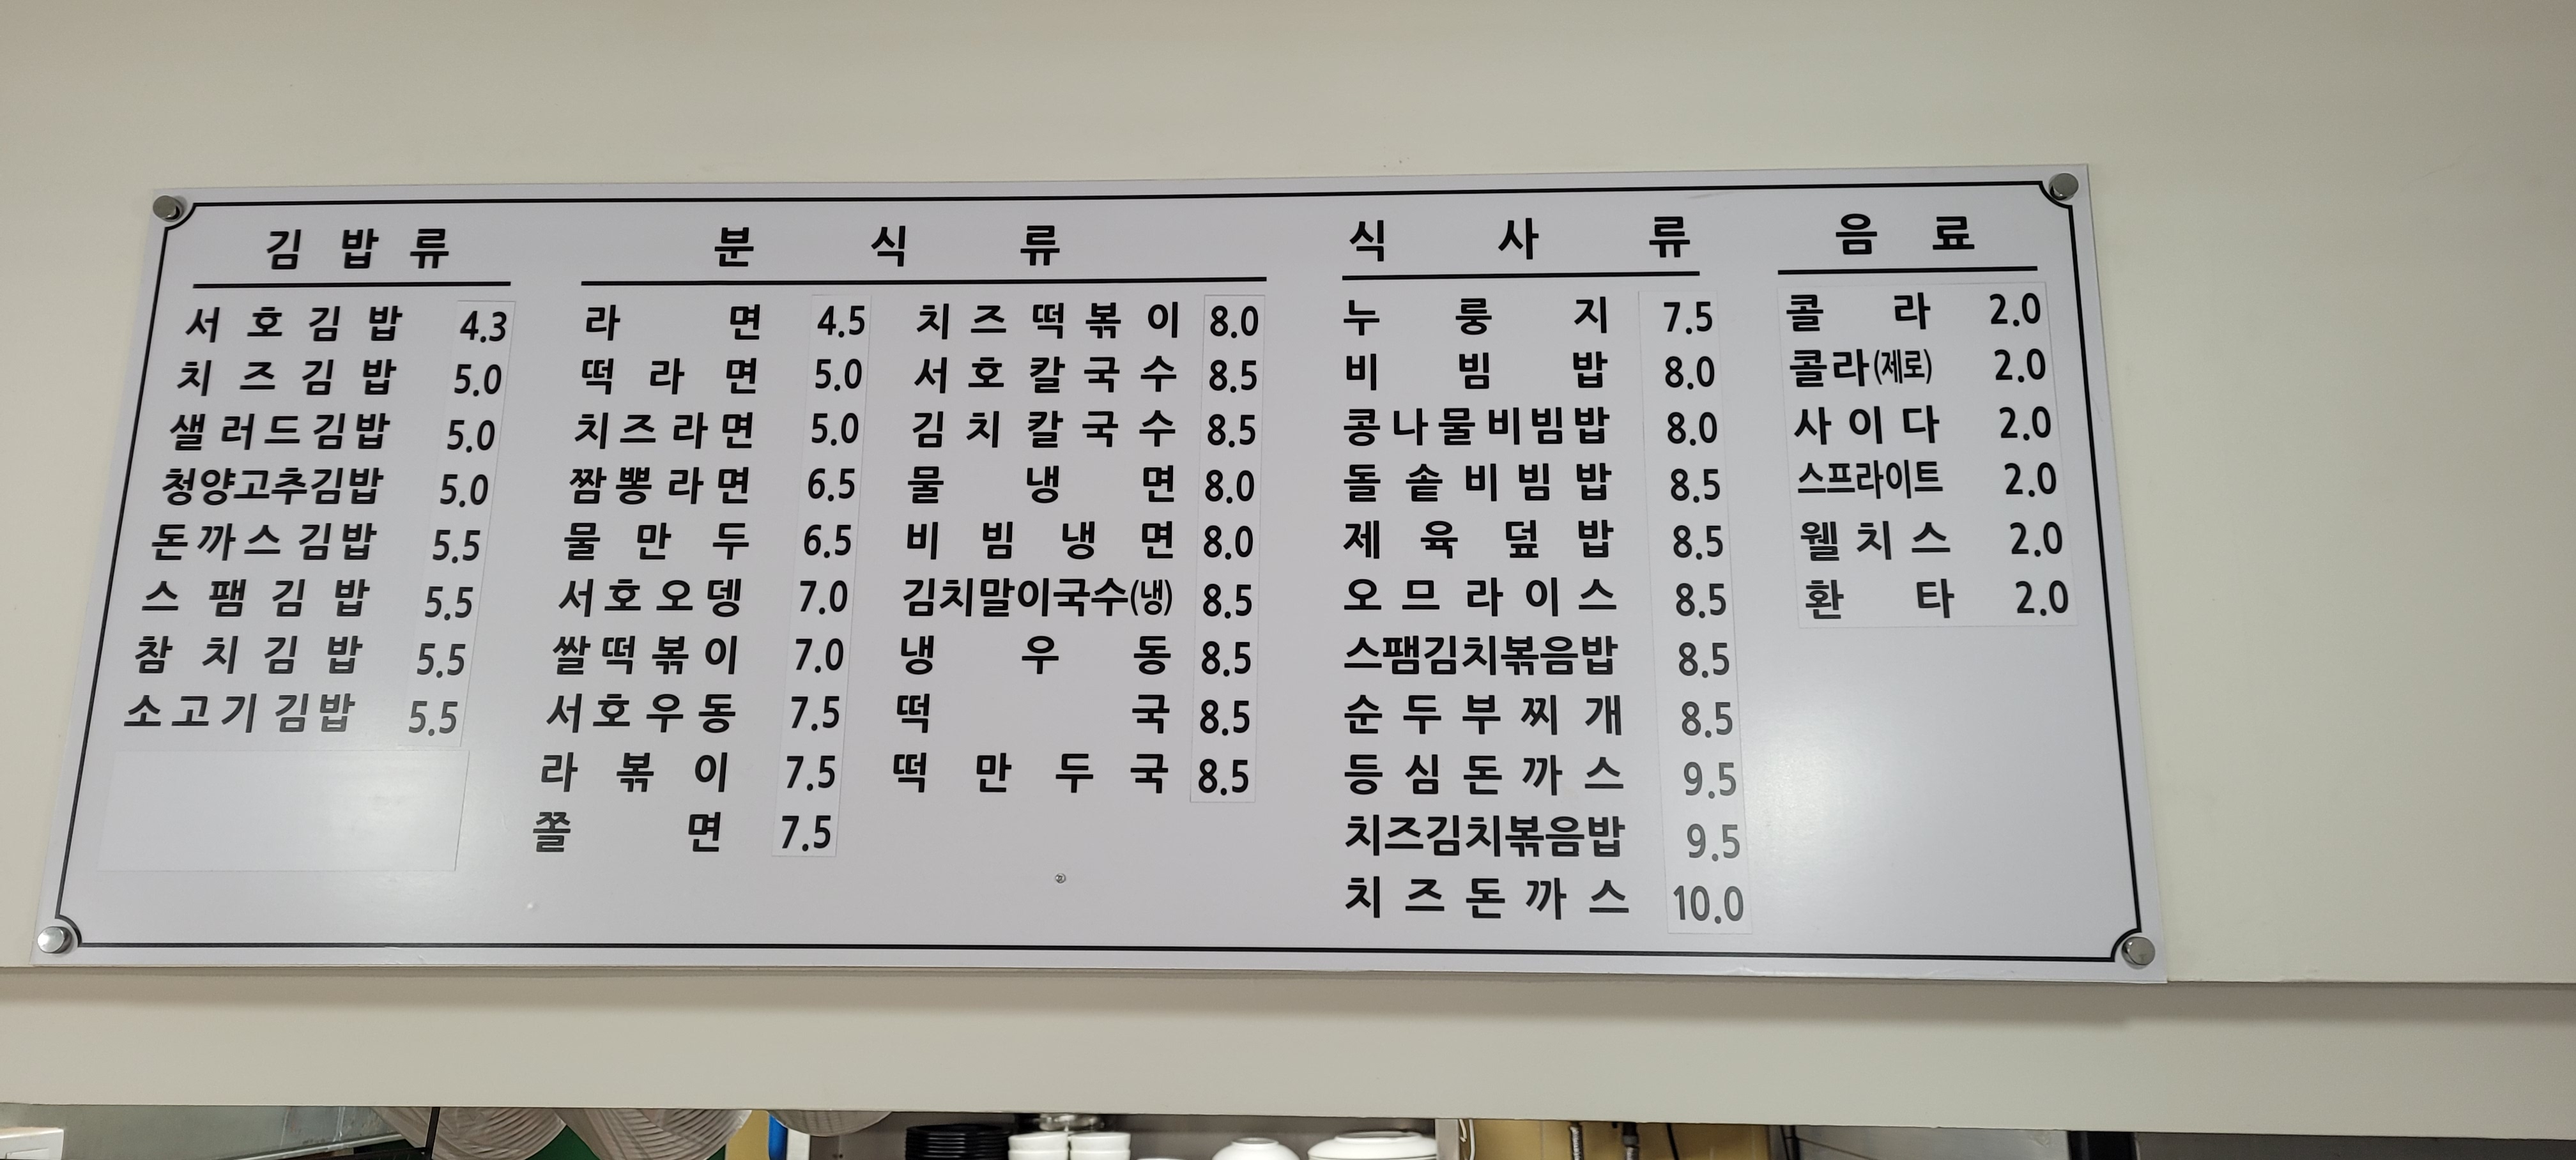 김밥류
서호김밥 4.3
치즈김밥 5.0
샐러드김밥 5.0
청양고추김밥 5.0
돈까스김밥 5.5
스팸김밥 5.5
참치김밥 5.5
소고기김밥 5.5
분식류
라면 4.5
떡라면 5.0
치즈라면 5.0
짬뽕라면 6.5
물만두 6.5
서호오뎅 7.0
쌀떡볶이 7.0
서호우동 7.5
라볶이 7.5
쫄면 7.5
치즈떡볶이 8.0
서호칼국수 8.5
김치칼국수 8.5
물냉면 8.0
비빔냉면 8.0
김치말이국수(냉) 8.5
냉우동 8.5
떡국 8.5
떡만두국 8.5
식사류
누룽지 7.5
비빔밥 8.0
콩나물비빔밥 8.0
돌솥비빔밥 8.5
제육덮밥 8.5
오므라이스 8.5
스팸김치볶음밥 8.5
순두부찌개 8.5
등심돈까스 9.5
치즈김치볶음밥 9.5
치즈돈까스 10.0
음료
콜라 2.0
콜라(제로) 2.0
사이다 2.0
스프라이트 2.0
웰치스 2.0
환타 2.0